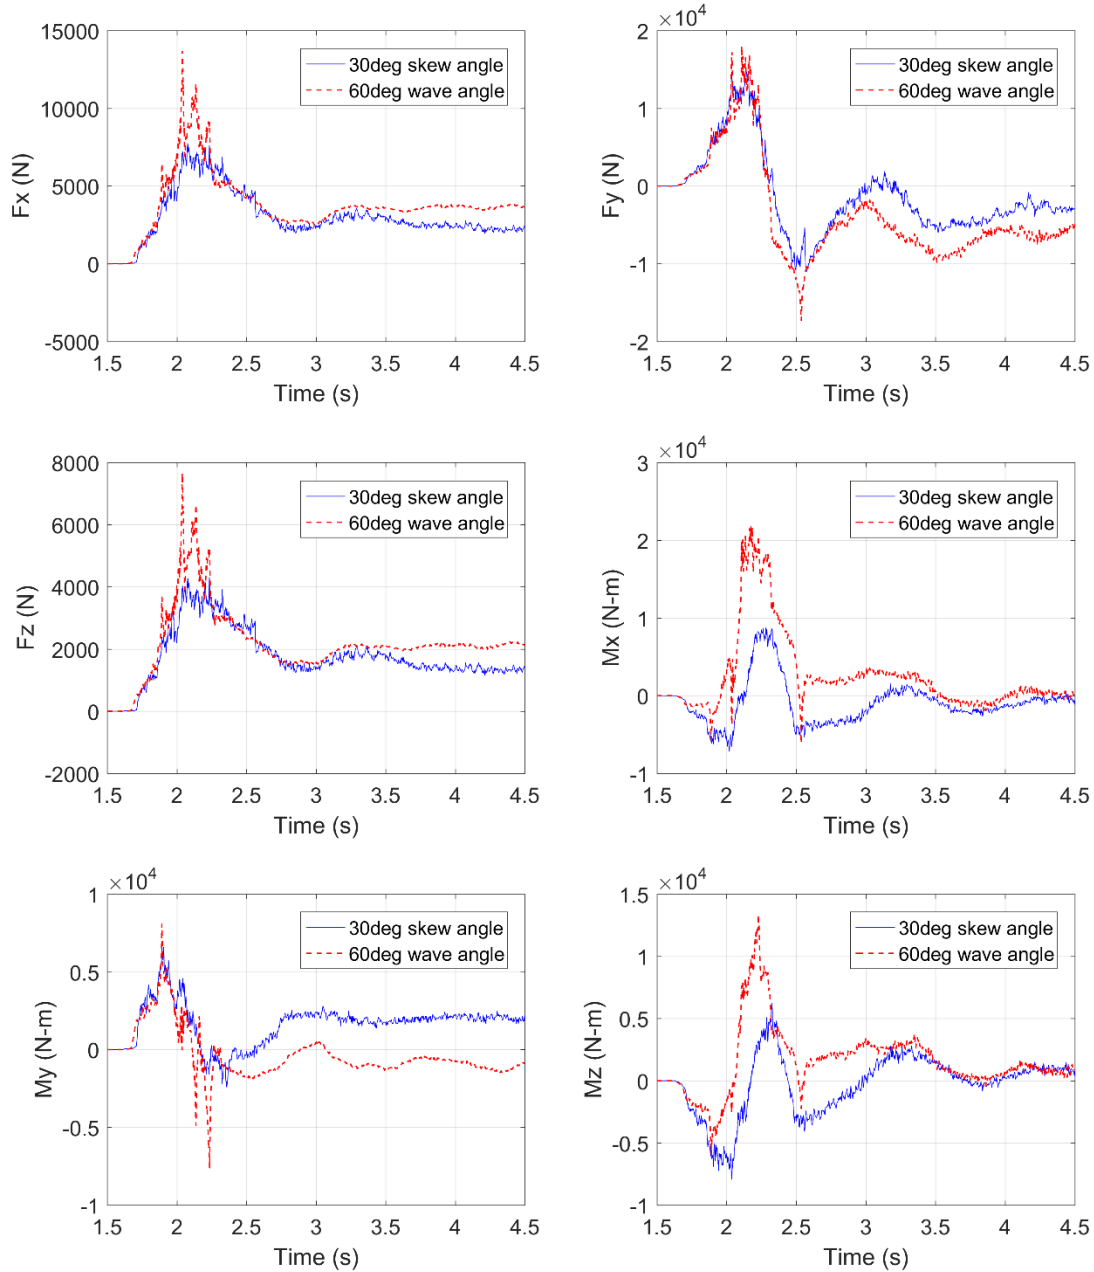 15000
10000
5000
0
-5000
Fx (N)
30deg skew angle
60deg wave angle
1.5 2 2.5 3 3.5 4 4.5
Time (s)
×10^4
2
1
0
-1
-2
Fy (N)
30deg skew angle
60deg wave angle
1.5 2 2.5 3 3.5 4 4.5
Time (s)
8000
6000
4000
2000
0
-2000
Fz (N)
30deg skew angle
60deg wave angle
1.5 2 2.5 3 3.5 4 4.5
Time (s)
×10^4
3
2
1
0
-1
Mx (N-m)
30deg skew angle
60deg wave angle
1.5 2 2.5 3 3.5 4 4.5
Time (s)
×10^4
1
0.5
0
-0.5
-1
My (N-m)
30deg skew angle
60deg wave angle
1.5 2 2.5 3 3.5 4 4.5
Time (s)
×10^4
1.5
1
0.5
0
-0.5
-1
Mz (N-m)
30deg skew angle
60deg wave angle
1.5 2 2.5 3 3.5 4 4.5
Time (s)